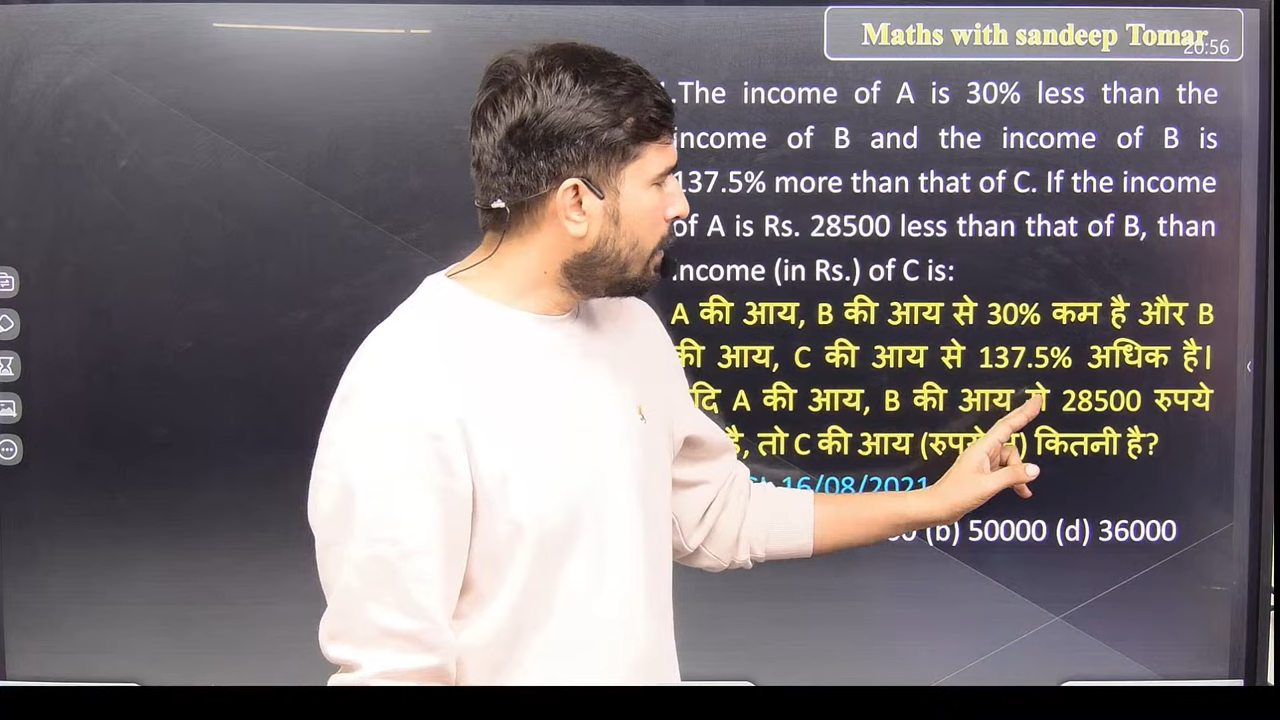 Maths with sandeep Tomar
20:56
.The income of A is 30% less than the
income of B and the income of B is
137.5% more than that of C. If the income
of A is Rs. 28500 less than that of B, than
income (in Rs.) of C is:
A की आय, B की आय से 30% कम है और B
की आय, C की आय से 137.5% अधिक है।
A की आय, B की आय से 28500 रुपये
है, तो C की आय कितनी है?
16/08/2021
(b) 50000 (d) 36000